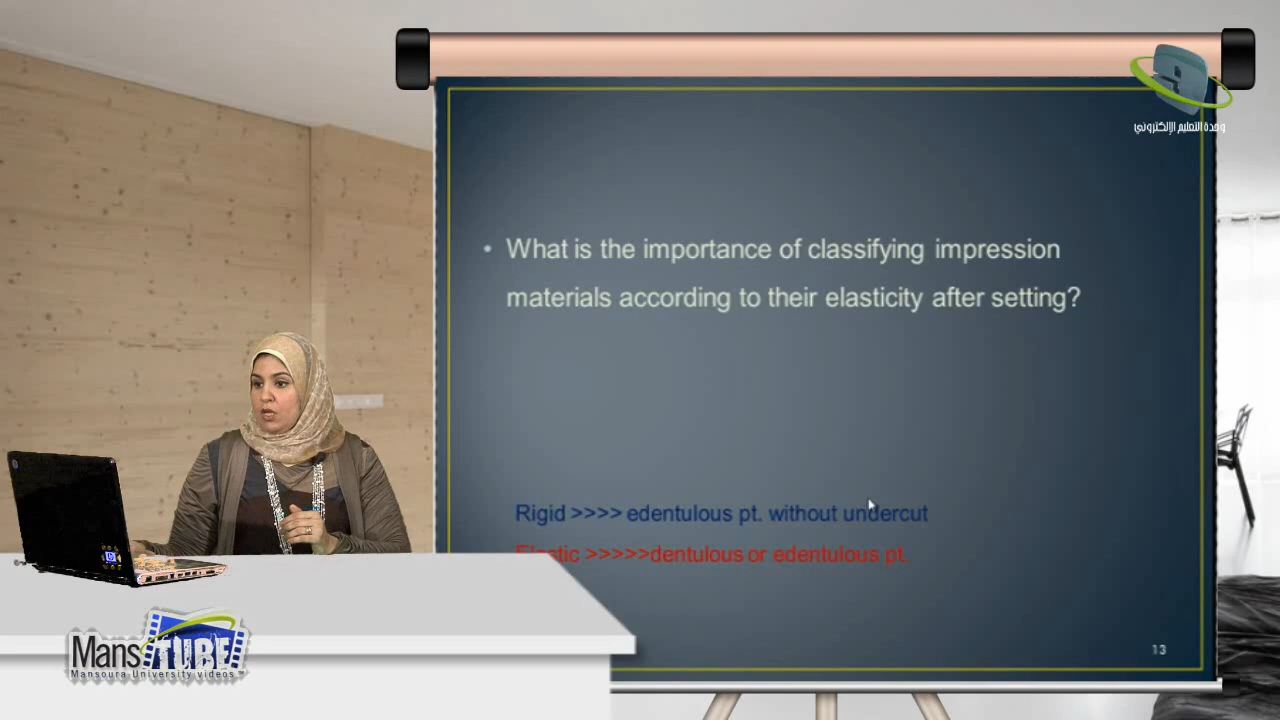 وحدة التعليم الإلكتروني
• What is the importance of classifying impression
materials according to their elasticity after setting?
Rigid >>>> edentulous pt. without undercut
Elastic >>>>>dentulous or edentulous pt.
13
Mans TUBE
Mansoura University videos